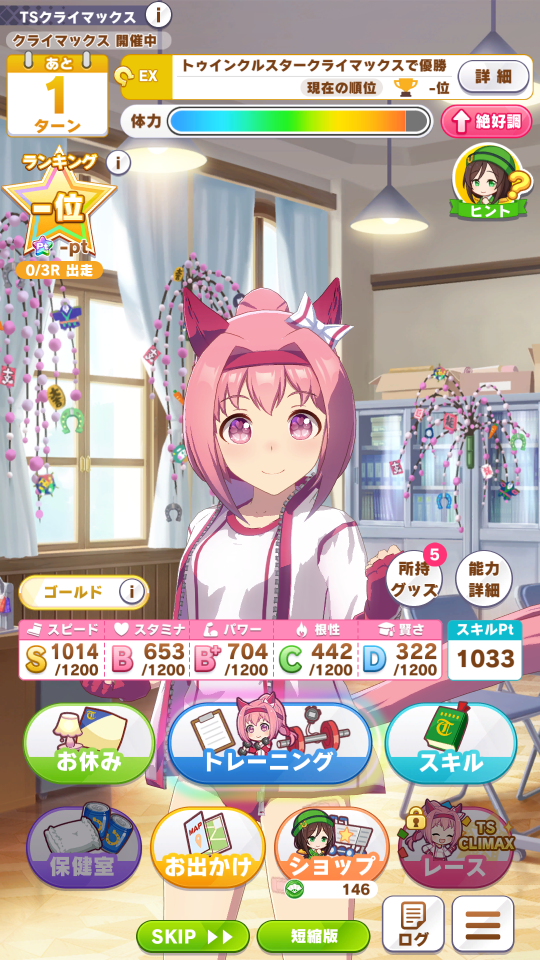 TSクライマックス i
クライマックス 開催中
あと
1
ターン
EX
トゥインクルスタークライマックスで優勝
現在の順位 -位
詳細
体力
絶好調
ランキング i
-位
Pt -pt
0/3R 出走
?
ヒント
ゴールド i
所持
グッズ
5
能力
詳細
スピード スタミナ パワー 根性 賢さ スキルPt
S 1014 /1200
B 653 /1200
B+ 704 /1200
C 442 /1200
D 322 /1200
1033
お休み
トレーニング
スキル
保健室
MAP
お出かけ
ショップ
146
TS
CLIMAX
レース
SKIP
短縮版
ログ